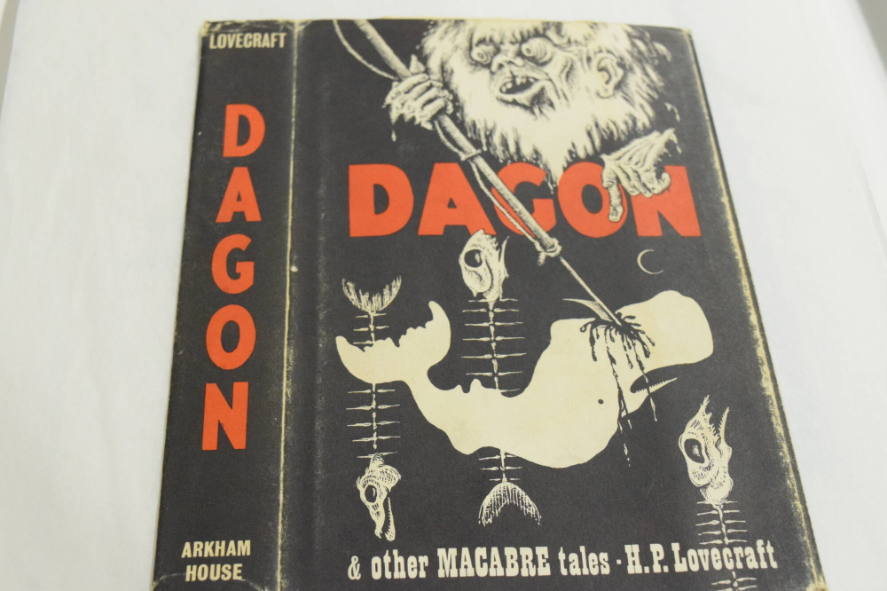 LOVECRAFT
DAGON
ARKHAM
HOUSE
DAGON
& other MACABRE tales - H.P. Lovecraft